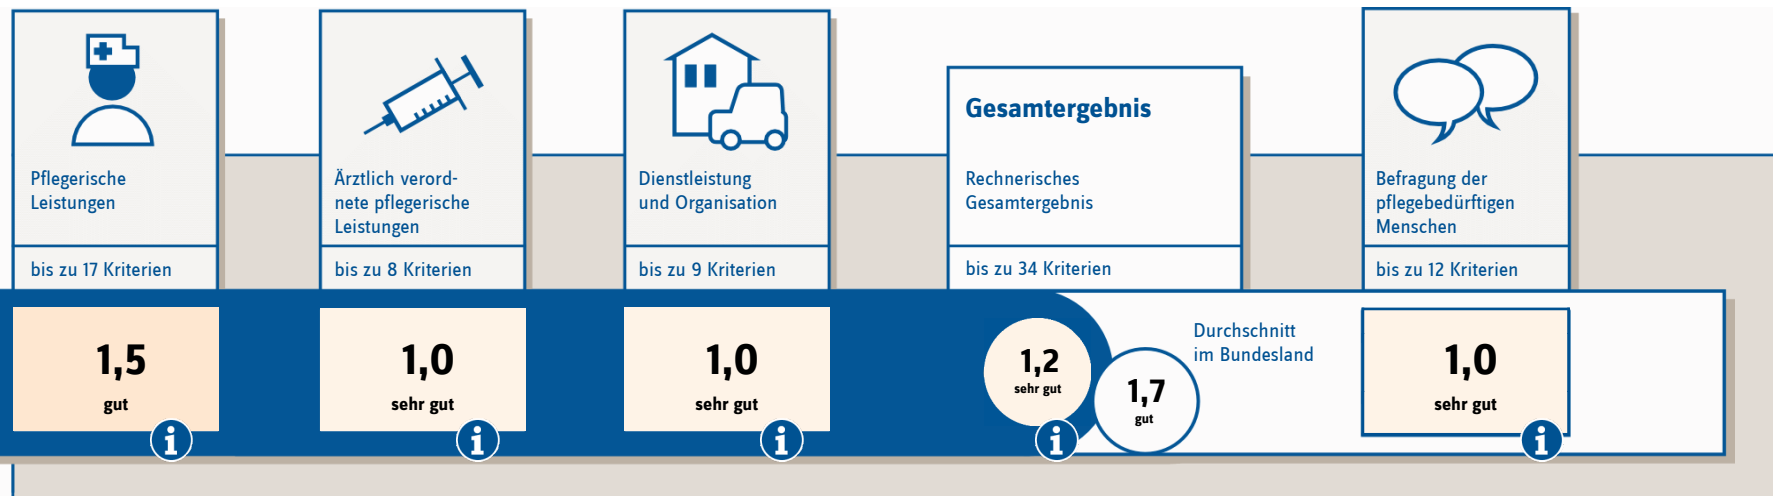 Pflegerische
Leistungen
bis zu 17 Kriterien
1,5
gut
i
Ärztlich verord-
nete pflegerische
Leistungen
bis zu 8 Kriterien
1,0
sehr gut
i
Dienstleistung
und Organisation
bis zu 9 Kriterien
1,0
sehr gut
i
Gesamtergebnis
Rechnerisches
Gesamtergebnis
bis zu 34 Kriterien
1,2
sehr gut
i
1,7
gut
Durchschnitt
im Bundesland
Befragung der
pflegebedürftigen
Menschen
bis zu 12 Kriterien
1,0
sehr gut
i